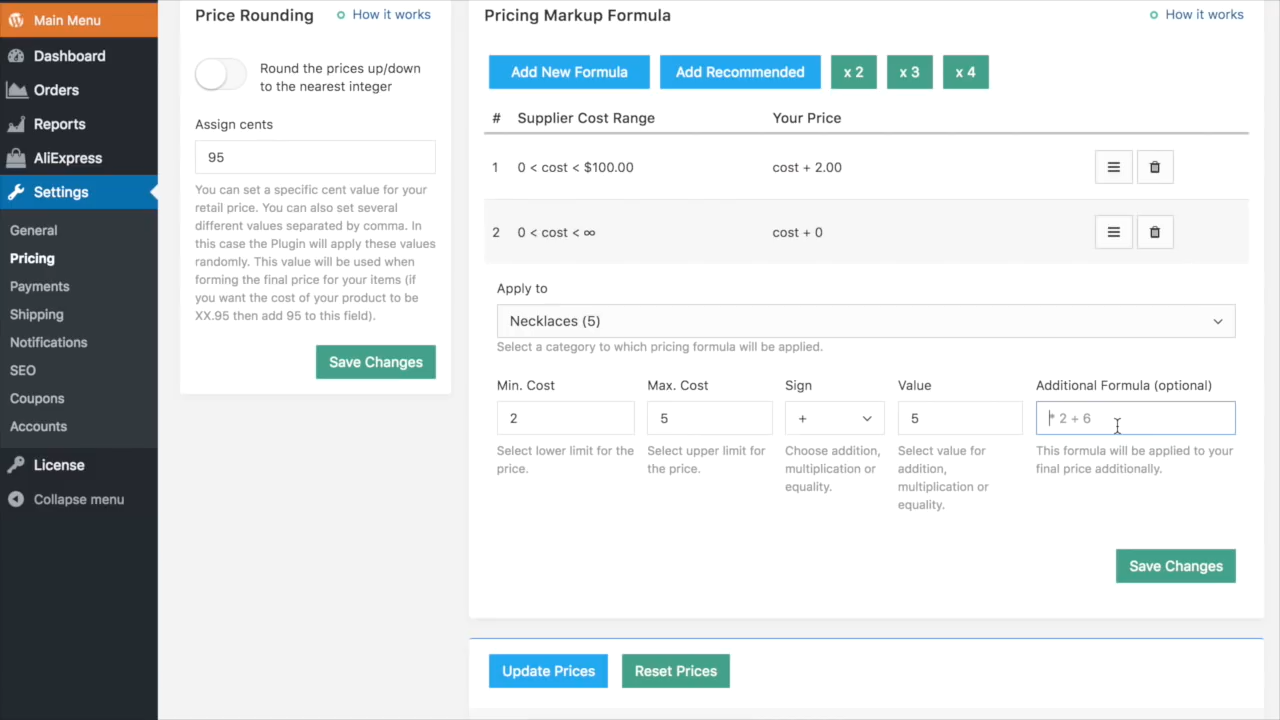 Main Menu
Dashboard
Orders
Reports
AliExpress
Settings
General
Pricing
Payments
Shipping
Notifications
SEO
Coupons
Accounts
License
Collapse menu
Price Rounding
How it works
Round the prices up/down
to the nearest integer
Assign cents
95
You can set a specific cent value for your
retail price. You can also set several
different values separated by comma. In
this case the Plugin will apply these values
randomly. This value will be used when
forming the final price for your items (if
you want the cost of your product to be
XX.95 then add 95 to this field).
Save Changes
Pricing Markup Formula
How it works
Add New Formula Add Recommended x 2 x 3 x 4
# Supplier Cost Range Your Price
1 0 < cost < $100.00 cost + 2.00
2 0 < cost < ∞ cost + 0
Apply to
Necklaces (5)
Select a category to which pricing formula will be applied.
Min. Cost Max. Cost Sign Value Additional Formula (optional)
2 5 + 5 * 2 + 6
Select lower limit for the
price.
Select upper limit for
the price.
Choose addition,
multiplication or
equality.
Select value for
addition,
multiplication or
equality.
This formula will be applied to your
final price additionally.
Save Changes
Update Prices Reset Prices